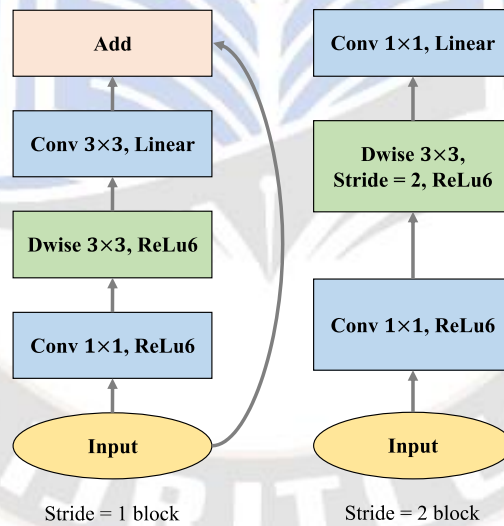 Add
Conv 3×3, Linear
Dwise 3×3, ReLu6
Conv 1×1, ReLu6
Input
Stride = 1 block
Conv 1×1, Linear
Dwise 3×3,
Stride = 2, ReLu6
Conv 1×1, ReLu6
Input
Stride = 2 block